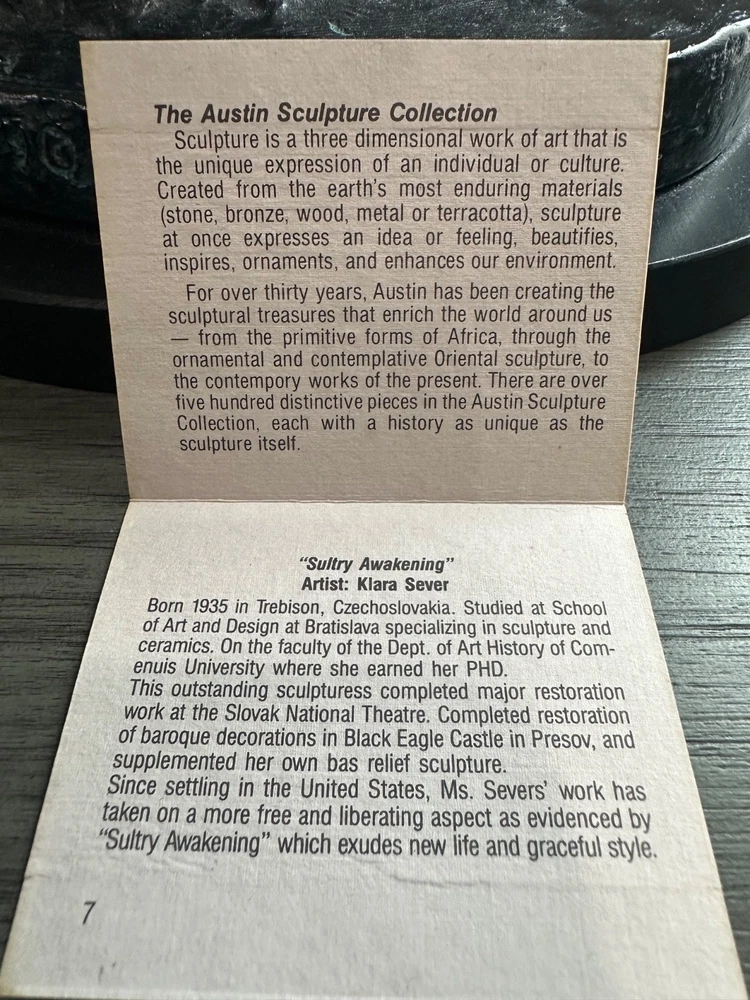 The Austin Sculpture Collection
Sculpture is a three dimensional work of art that is
the unique expression of an individual or culture.
Created from the earth's most enduring materials
(stone, bronze, wood, metal or terracotta), sculpture
at once expresses an idea or feeling, beautifies,
inspires, ornaments, and enhances our environment.
For over thirty years, Austin has been creating the
sculptural treasures that enrich the world around us
— from the primitive forms of Africa, through the
ornamental and contemplative Oriental sculpture, to
the contempory works of the present. There are over
five hundred distinctive pieces in the Austin Sculpture
Collection, each with a history as unique as the
sculpture itself.
"Sultry Awakening"
Artist: Klara Sever
Born 1935 in Trebison, Czechoslovakia. Studied at School
of Art and Design at Bratislava specializing in sculpture and
ceramics. On the faculty of the Dept. of Art History of Com-
enuis University where she earned her PHD.
This outstanding sculpturess completed major restoration
work at the Slovak National Theatre. Completed restoration
of baroque decorations in Black Eagle Castle in Presov, and
supplemented her own bas relief sculpture.
Since settling in the United States, Ms. Severs' work has
taken on a more free and liberating aspect as evidenced by
"Sultry Awakening" which exudes new life and graceful style.
7